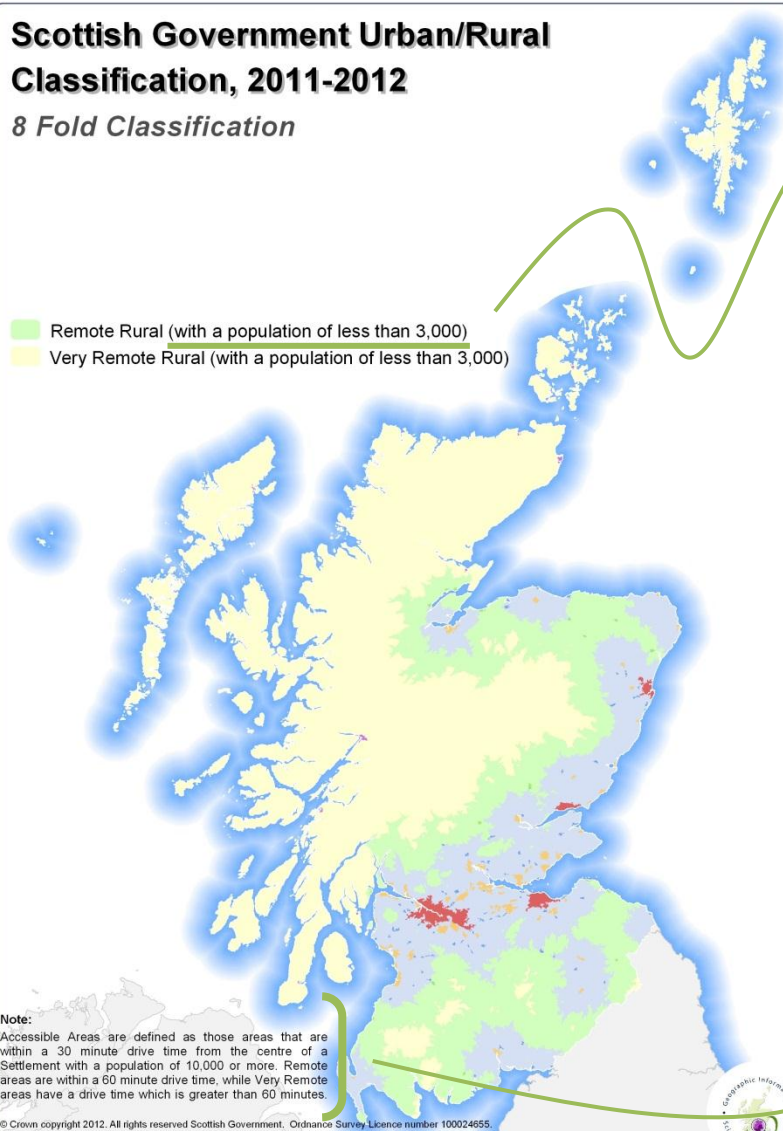 Scottish Government Urban/Rural
Classification, 2011-2012
8 Fold Classification
Remote Rural (with a population of less than 3,000)
Very Remote Rural (with a population of less than 3,000)
Note:
Accessible Areas are defined as those areas that are
within a 30 minute drive time from the centre of a
Settlement with a population of 10,000 or more. Remote
areas are within a 60 minute drive time, while Very Remote
areas have a drive time which is greater than 60 minutes.
© Crown copyright 2012. All rights reserved Scottish Government. Ordnance Survey Licence number 100024655.
Geographic